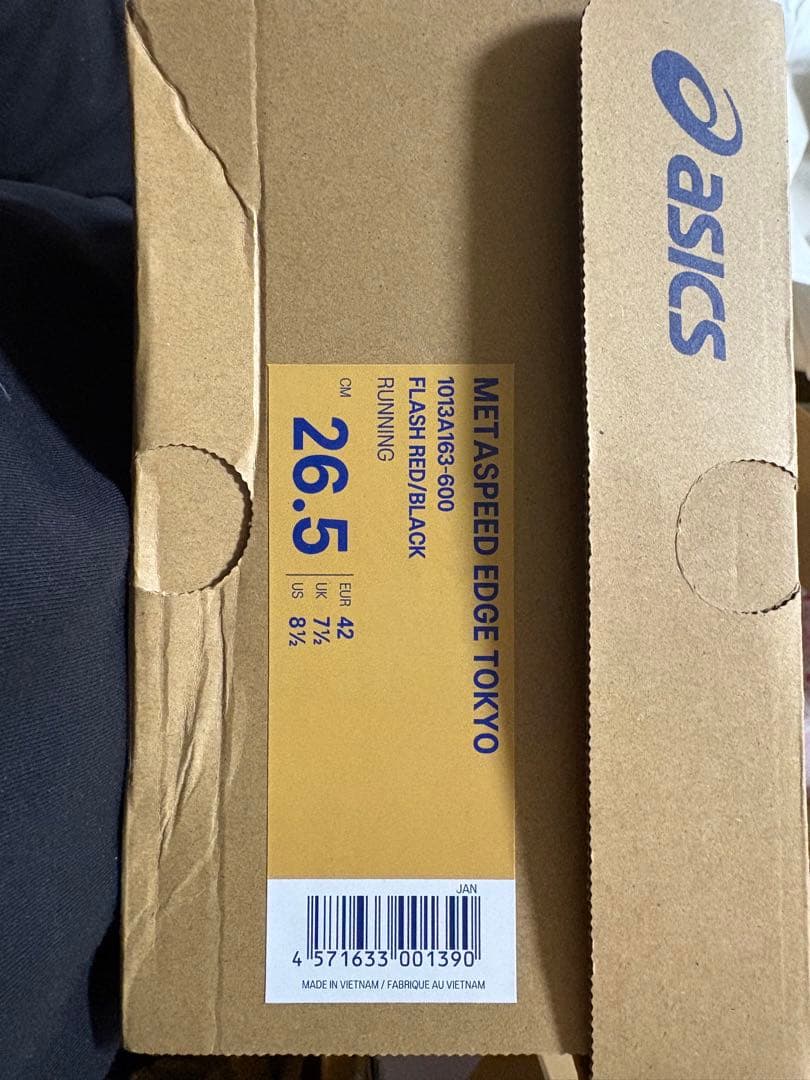 asics
METASPEED EDGE TOKYO
1013A163-600
FLASH RED/BLACK
RUNNING
CM 26.5
EUR 42
UK 7½
US 8½
JAN
4 571633 001390
MADE IN VIETNAM / FABRIQUE AU VIETNAM